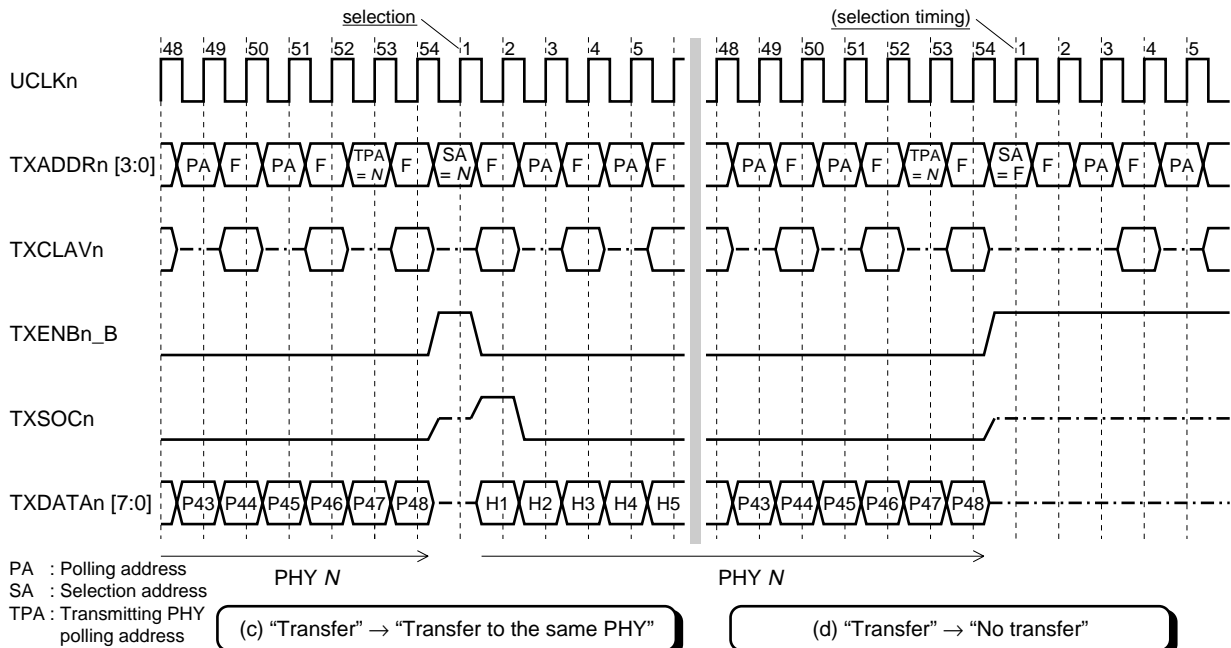 selection (selection timing)
48 49 50 51 52 53 54 1 2 3 4 5 48 49 50 51 52 53 54 1 2 3 4 5
UCLKn
TXADDRn [3:0] PA F PA F TPA = N F SA = N F PA F PA F PA F PA F TPA = N F SA = F F PA F PA
TXCLAVn
TXENBn_B
TXSOCn
TXDATAn [7:0] P43 P44 P45 P46 P47 P48 H1 H2 H3 H4 H5 P43 P44 P45 P46 P47 P48
PHY N PHY N
PA : Polling address
SA : Selection address
TPA : Transmitting PHY
polling address
(c) “Transfer” → “Transfer to the same PHY” (d) “Transfer” → “No transfer”